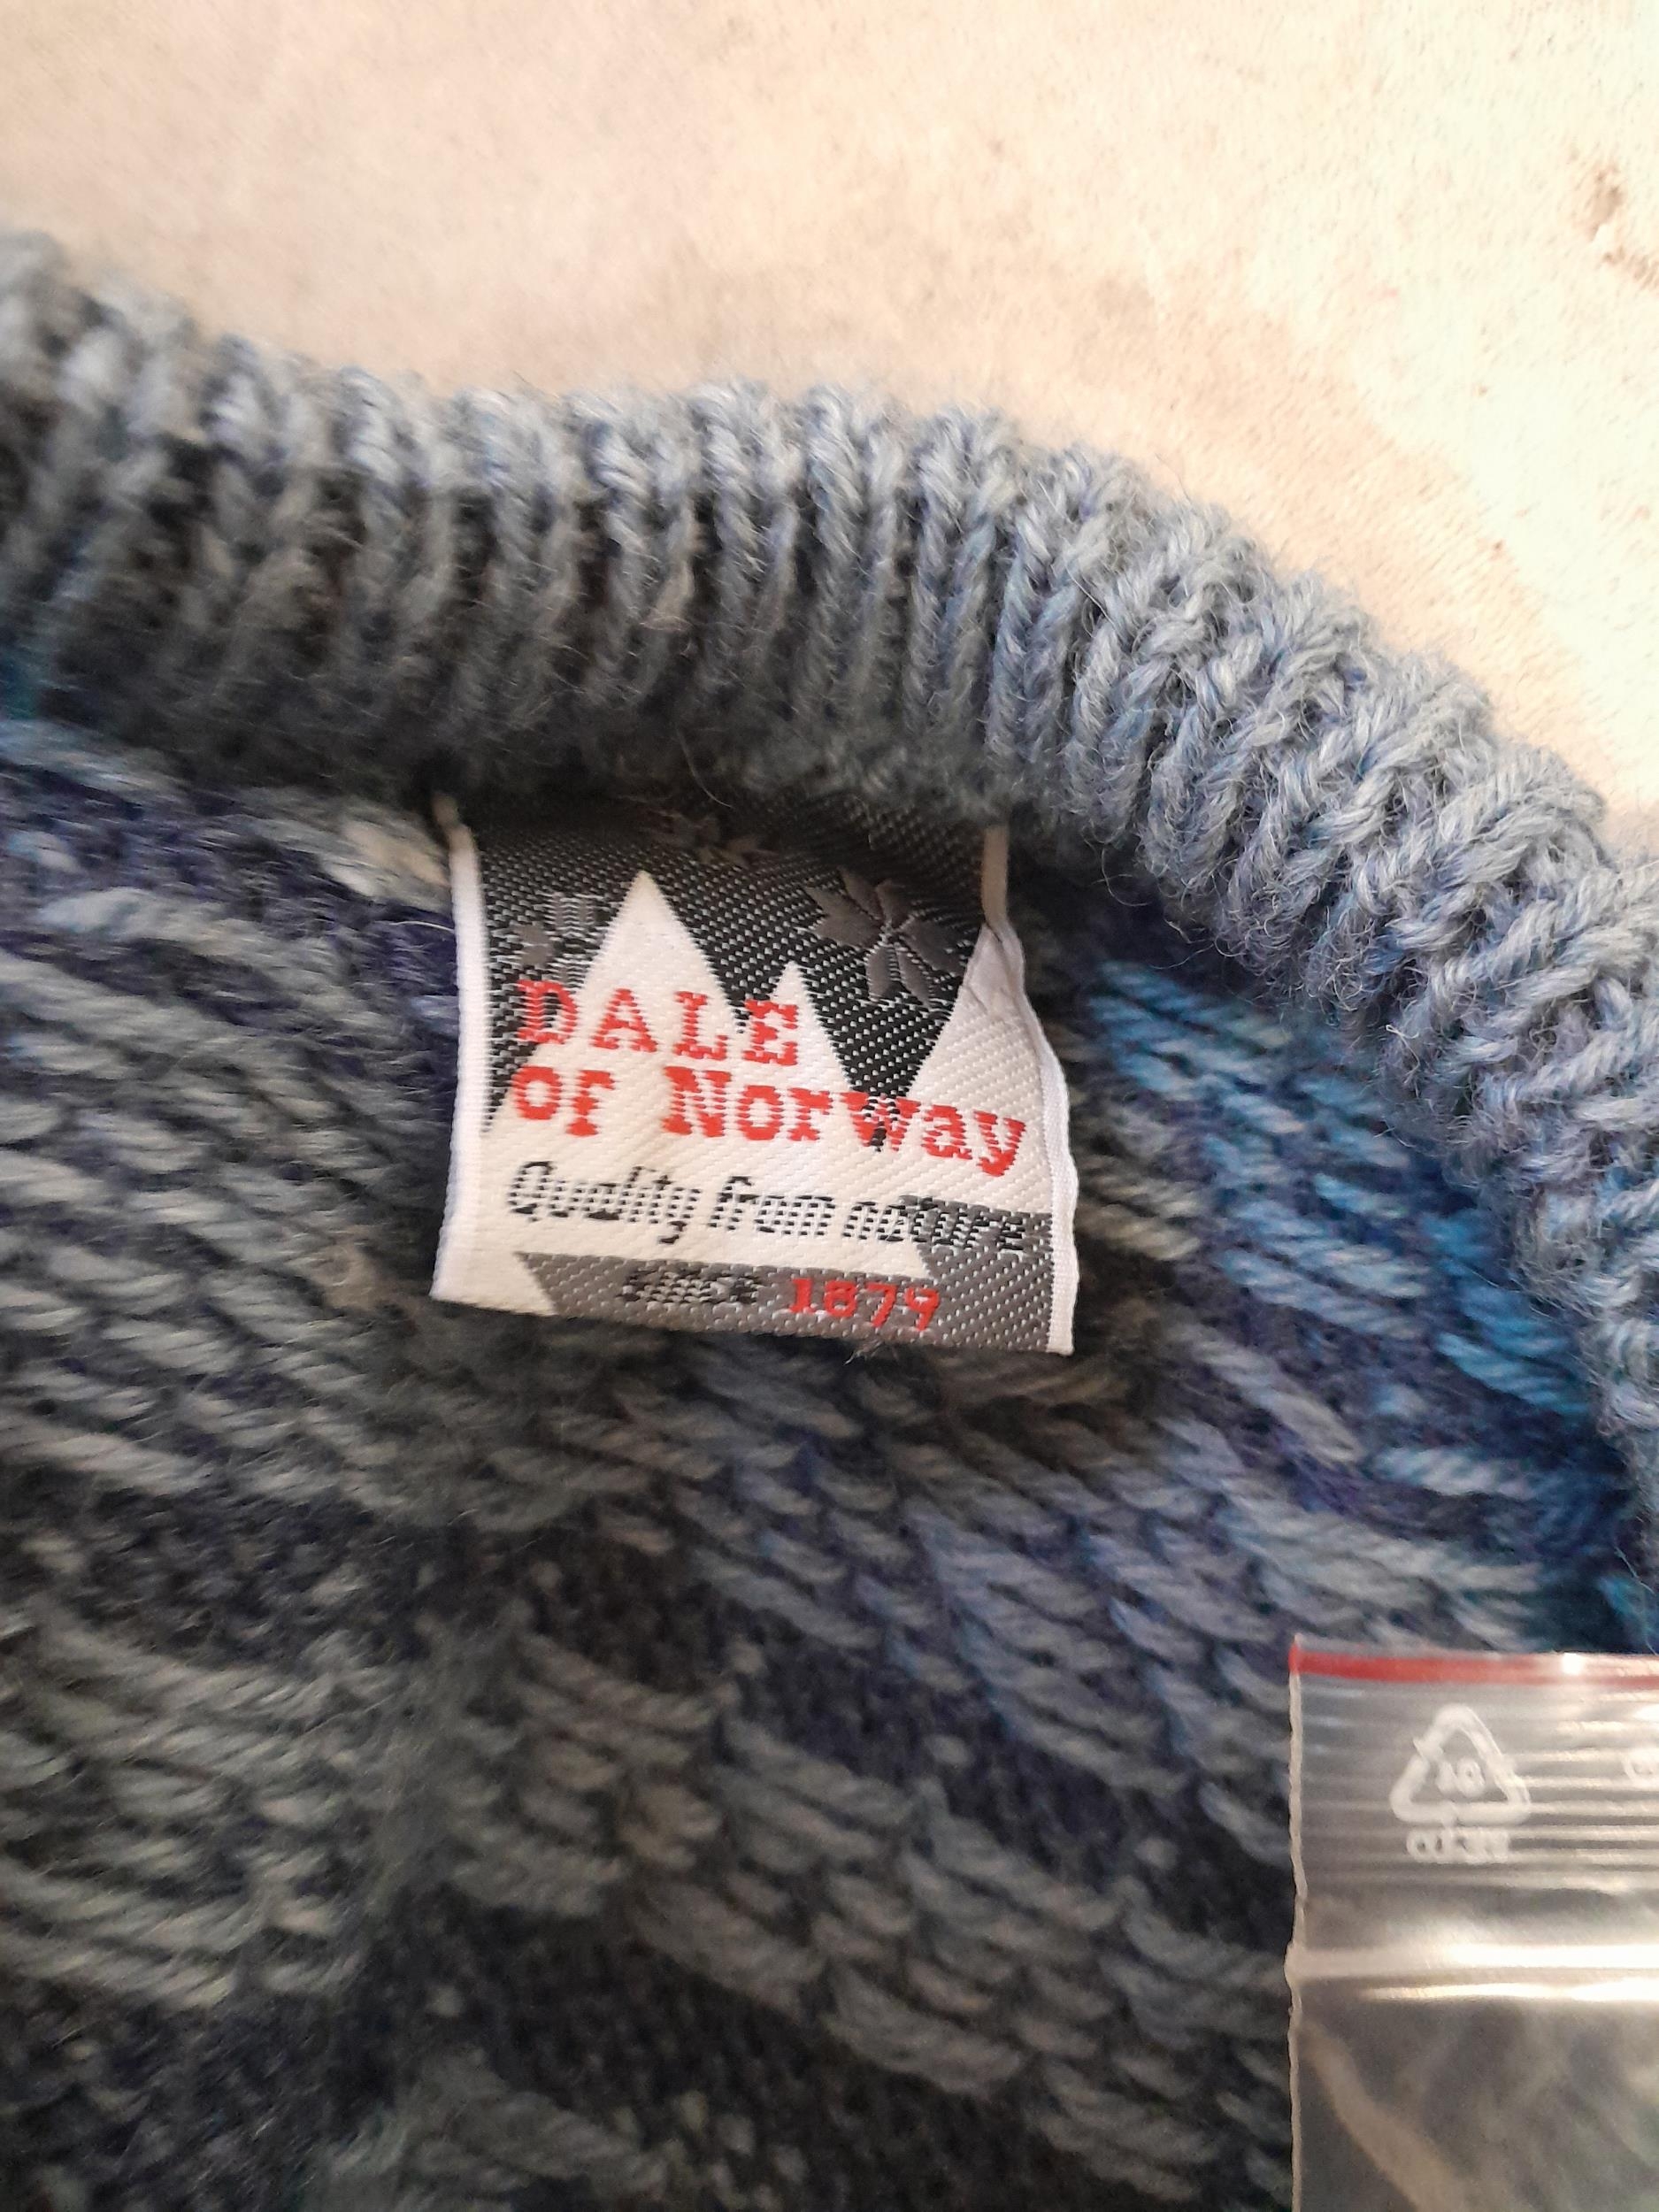 DALE
of Norway
Quality from nature
SINCE 1879